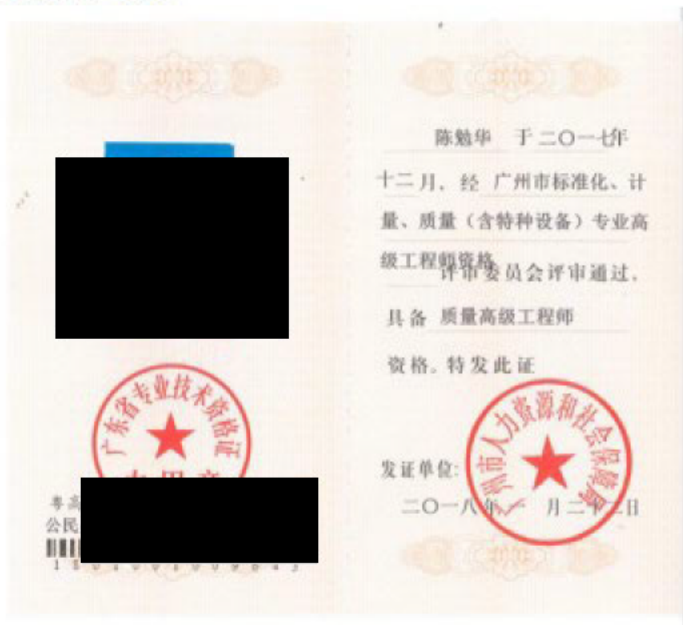 广东省专业技术资格证
粤高
公民
陈勉华 于二〇一七年
十二月，经 广州市标准化、计
量、质量（含特种设备）专业高
级工程师资格
评审委员会评审通过，
具备 质量高级工程师
资格。特发此证
广州市人力资源和社会保障局
发证单位:
二〇一八年一月二十二日